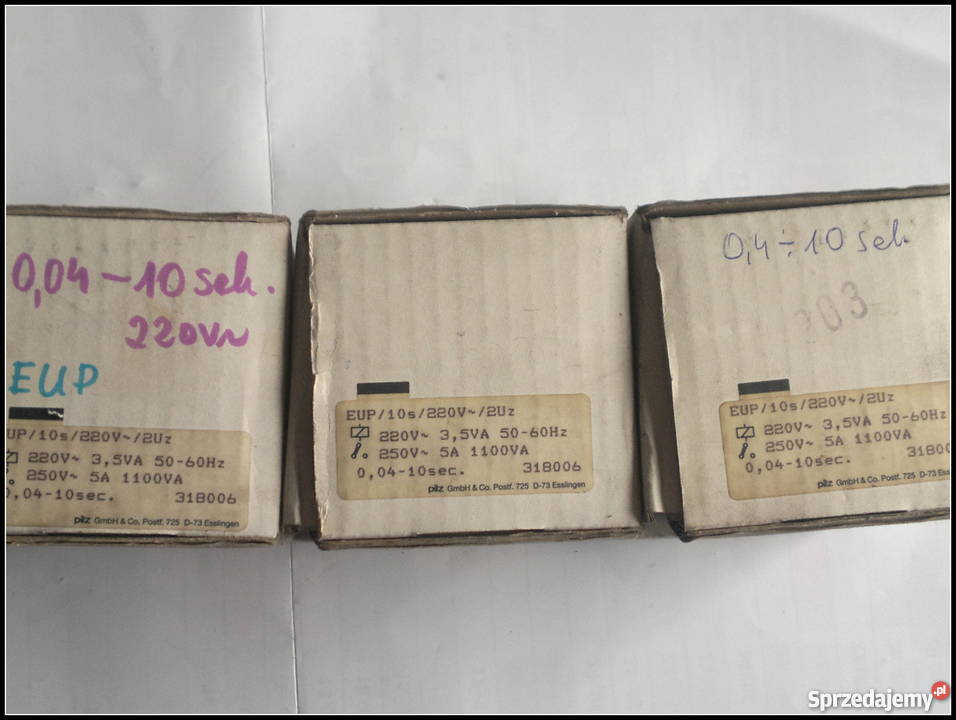 0,04 - 10 sek.
220V~
EUP
UP/10s/220V~/2Uz
220V~ 3,5VA 50-60Hz
250V~ 5A 1100VA
0,04-10sec. 318006
pilz GmbH & Co. Postf. 725 D-73 Esslingen
EUP/10s/220V~/2Uz
220V~ 3,5VA 50-60Hz
250V~ 5A 1100VA
0,04-10sec. 318006
pilz GmbH & Co. Postf. 725 D-73 Esslingen
0,4 ÷ 10 sek
EUP/10s/220V~/2Uz
220V~ 3,5VA 50-60Hz
250V~ 5A 1100VA
0,04-10sec. 31800
pilz GmbH & Co. Postf. 725 D-73 Es
Sprzedajemy.pl